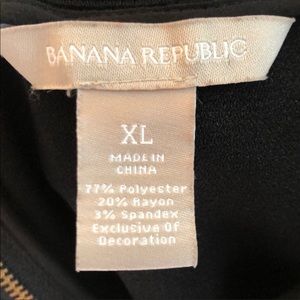 BANANA REPUBLIC
XL
MADE IN
CHINA
77% Polyester
20% Rayon
3% Spandex
Exclusive Of
Decoration